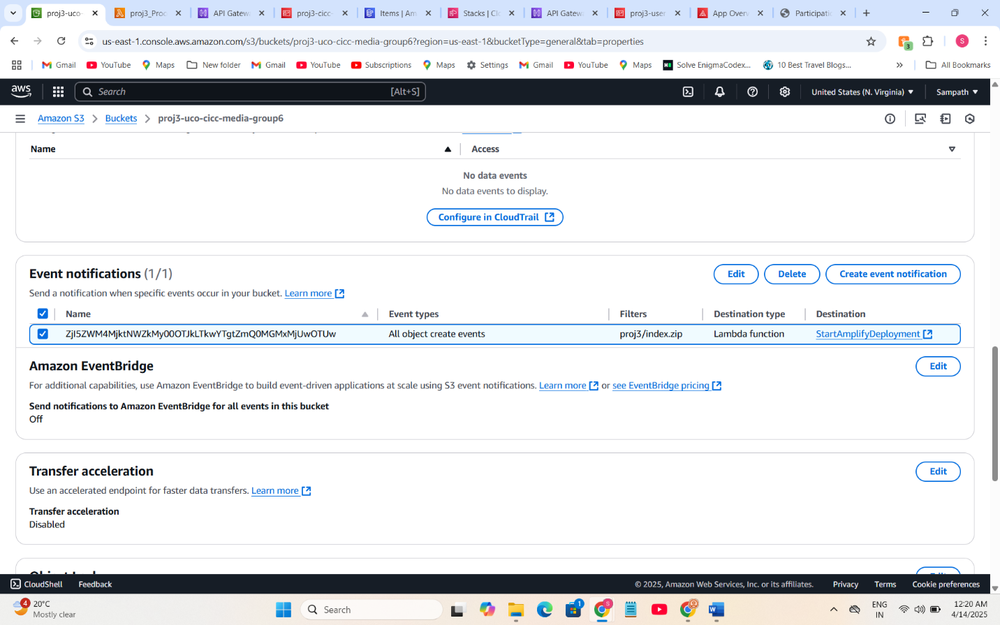 proj3-uco- proj3_Proc API Gatew proj3-cicc- Items | Am Stacks | Clo API Gatew proj3-user App Over Participati
us-east-1.console.aws.amazon.com/s3/buckets/proj3-uco-cicc-media-group6?region=us-east-1&bucketType=general&tab=properties
3 S
Gmail YouTube Maps New folder Gmail YouTube Subscriptions Maps Settings Gmail YouTube Maps Solve EnigmaCodex... 10 Best Travel Blogs... » All Bookmarks
aws Search [Alt+S] United States (N. Virginia) Sampath
Amazon S3 Buckets proj3-uco-cicc-media-group6
Name Access
No data events
No data events to display.
Configure in CloudTrail
Event notifications (1/1) Edit Delete Create event notification
Send a notification when specific events occur in your bucket. Learn more
Name Event types Filters Destination type Destination
ZjI5ZWM4MjktNWZkMy00OTJkLTkwYTgtZmQ0MGMxMjUwOTUw All object create events proj3/index.zip Lambda function StartAmplifyDeployment
Amazon EventBridge Edit
For additional capabilities, use Amazon EventBridge to build event-driven applications at scale using S3 event notifications. Learn more or see EventBridge pricing
Send notifications to Amazon EventBridge for all events in this bucket
Off
Transfer acceleration Edit
Use an accelerated endpoint for faster data transfers. Learn more
Transfer acceleration
Disabled
CloudShell Feedback © 2025, Amazon Web Services, Inc. or its affiliates. Privacy Terms Cookie preferences
4 20°C Mostly clear Search 1 S ENG IN 12:20 AM 4/14/2025